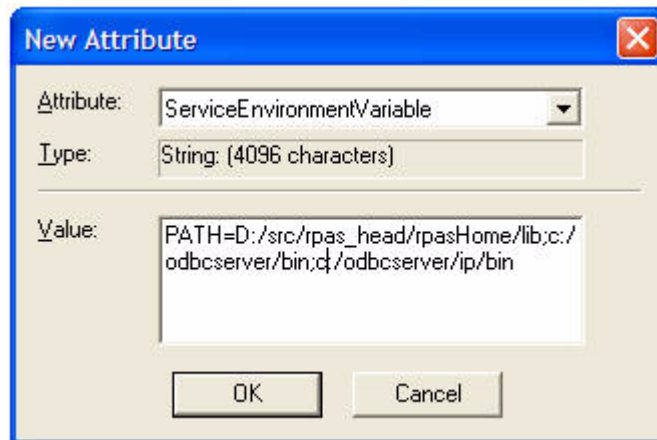 New Attribute
Attribute: ServiceEnvironmentVariable
Type: String: (4096 characters)
Value: PATH=D:/src/rpas_head/rpasHome/lib;c:/
odbcserver/bin;c:/odbcserver/ip/bin
OK Cancel